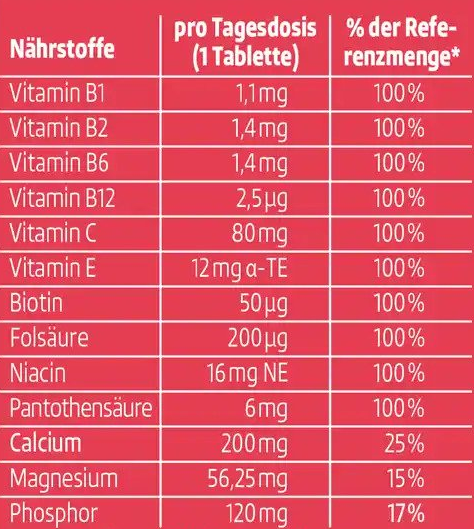 Nährstoffe pro Tagesdosis (1 Tablette) % der Refe-renzmenge*
Vitamin B1 1,1 mg 100 %
Vitamin B2 1,4 mg 100 %
Vitamin B6 1,4 mg 100 %
Vitamin B12 2,5 µg 100 %
Vitamin C 80 mg 100 %
Vitamin E 12 mg α-TE 100 %
Biotin 50 µg 100 %
Folsäure 200 µg 100 %
Niacin 16 mg NE 100 %
Pantothensäure 6 mg 100 %
Calcium 200 mg 25 %
Magnesium 56,25 mg 15 %
Phosphor 120 mg 17 %